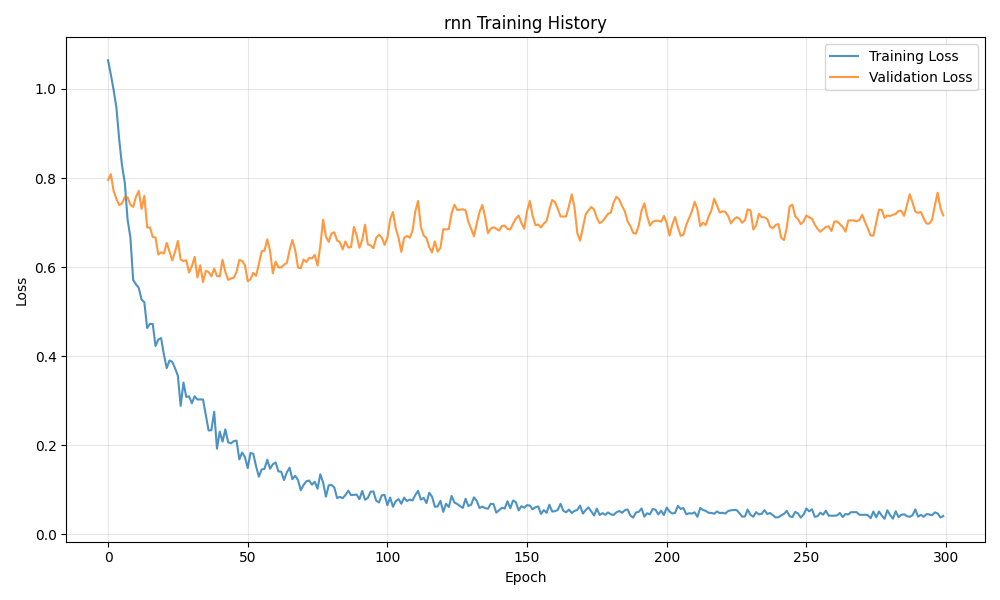 rnn Training History
Training Loss
Validation Loss
1.0
0.8
0.6
0.4
0.2
0.0
Loss
0 50 100 150 200 250 300
Epoch